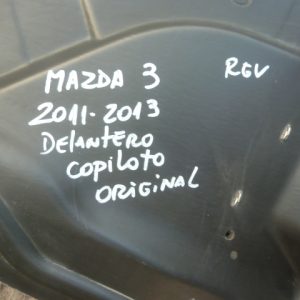 MAZDA 3 RGV
2011-2013
DElANTERO
COPILOTO
ORIGINAL